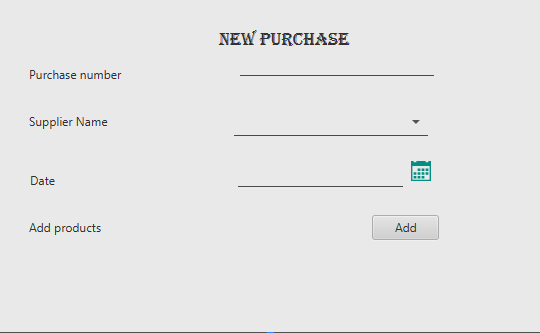 NEW PURCHASE
Purchase number
Supplier Name
Date
Add products Add